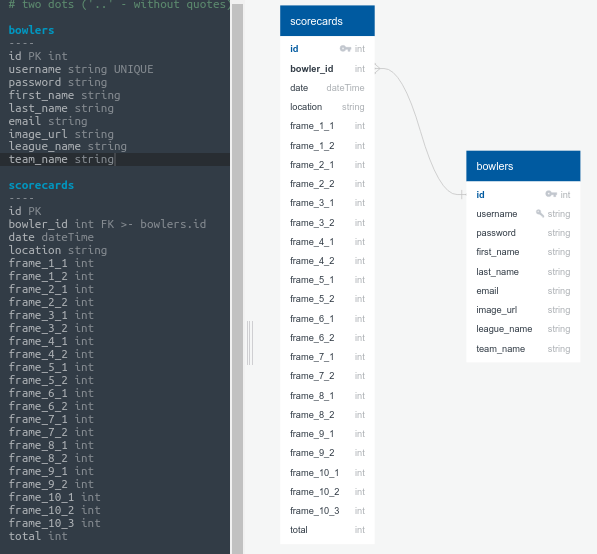 # two dots ('..' - without quotes)
bowlers
----
id PK int
username string UNIQUE
password string
first_name string
last_name string
email string
image_url string
league_name string
team_name string
scorecards
----
id PK
bowler_id int FK >- bowlers.id
date dateTime
location string
frame_1_1 int
frame_1_2 int
frame_2_1 int
frame_2_2 int
frame_3_1 int
frame_3_2 int
frame_4_1 int
frame_4_2 int
frame_5_1 int
frame_5_2 int
frame_6_1 int
frame_6_2 int
frame_7_1 int
frame_7_2 int
frame_8_1 int
frame_8_2 int
frame_9_1 int
frame_9_2 int
frame_10_1 int
frame_10_2 int
frame_10_3 int
total int
scorecards
id int
bowler_id int
date dateTime
location string
frame_1_1 int
frame_1_2 int
frame_2_1 int
frame_2_2 int
frame_3_1 int
frame_3_2 int
frame_4_1 int
frame_4_2 int
frame_5_1 int
frame_5_2 int
frame_6_1 int
frame_6_2 int
frame_7_1 int
frame_7_2 int
frame_8_1 int
frame_8_2 int
frame_9_1 int
frame_9_2 int
frame_10_1 int
frame_10_2 int
frame_10_3 int
total int
bowlers
id int
username string
password string
first_name string
last_name string
email string
image_url string
league_name string
team_name string